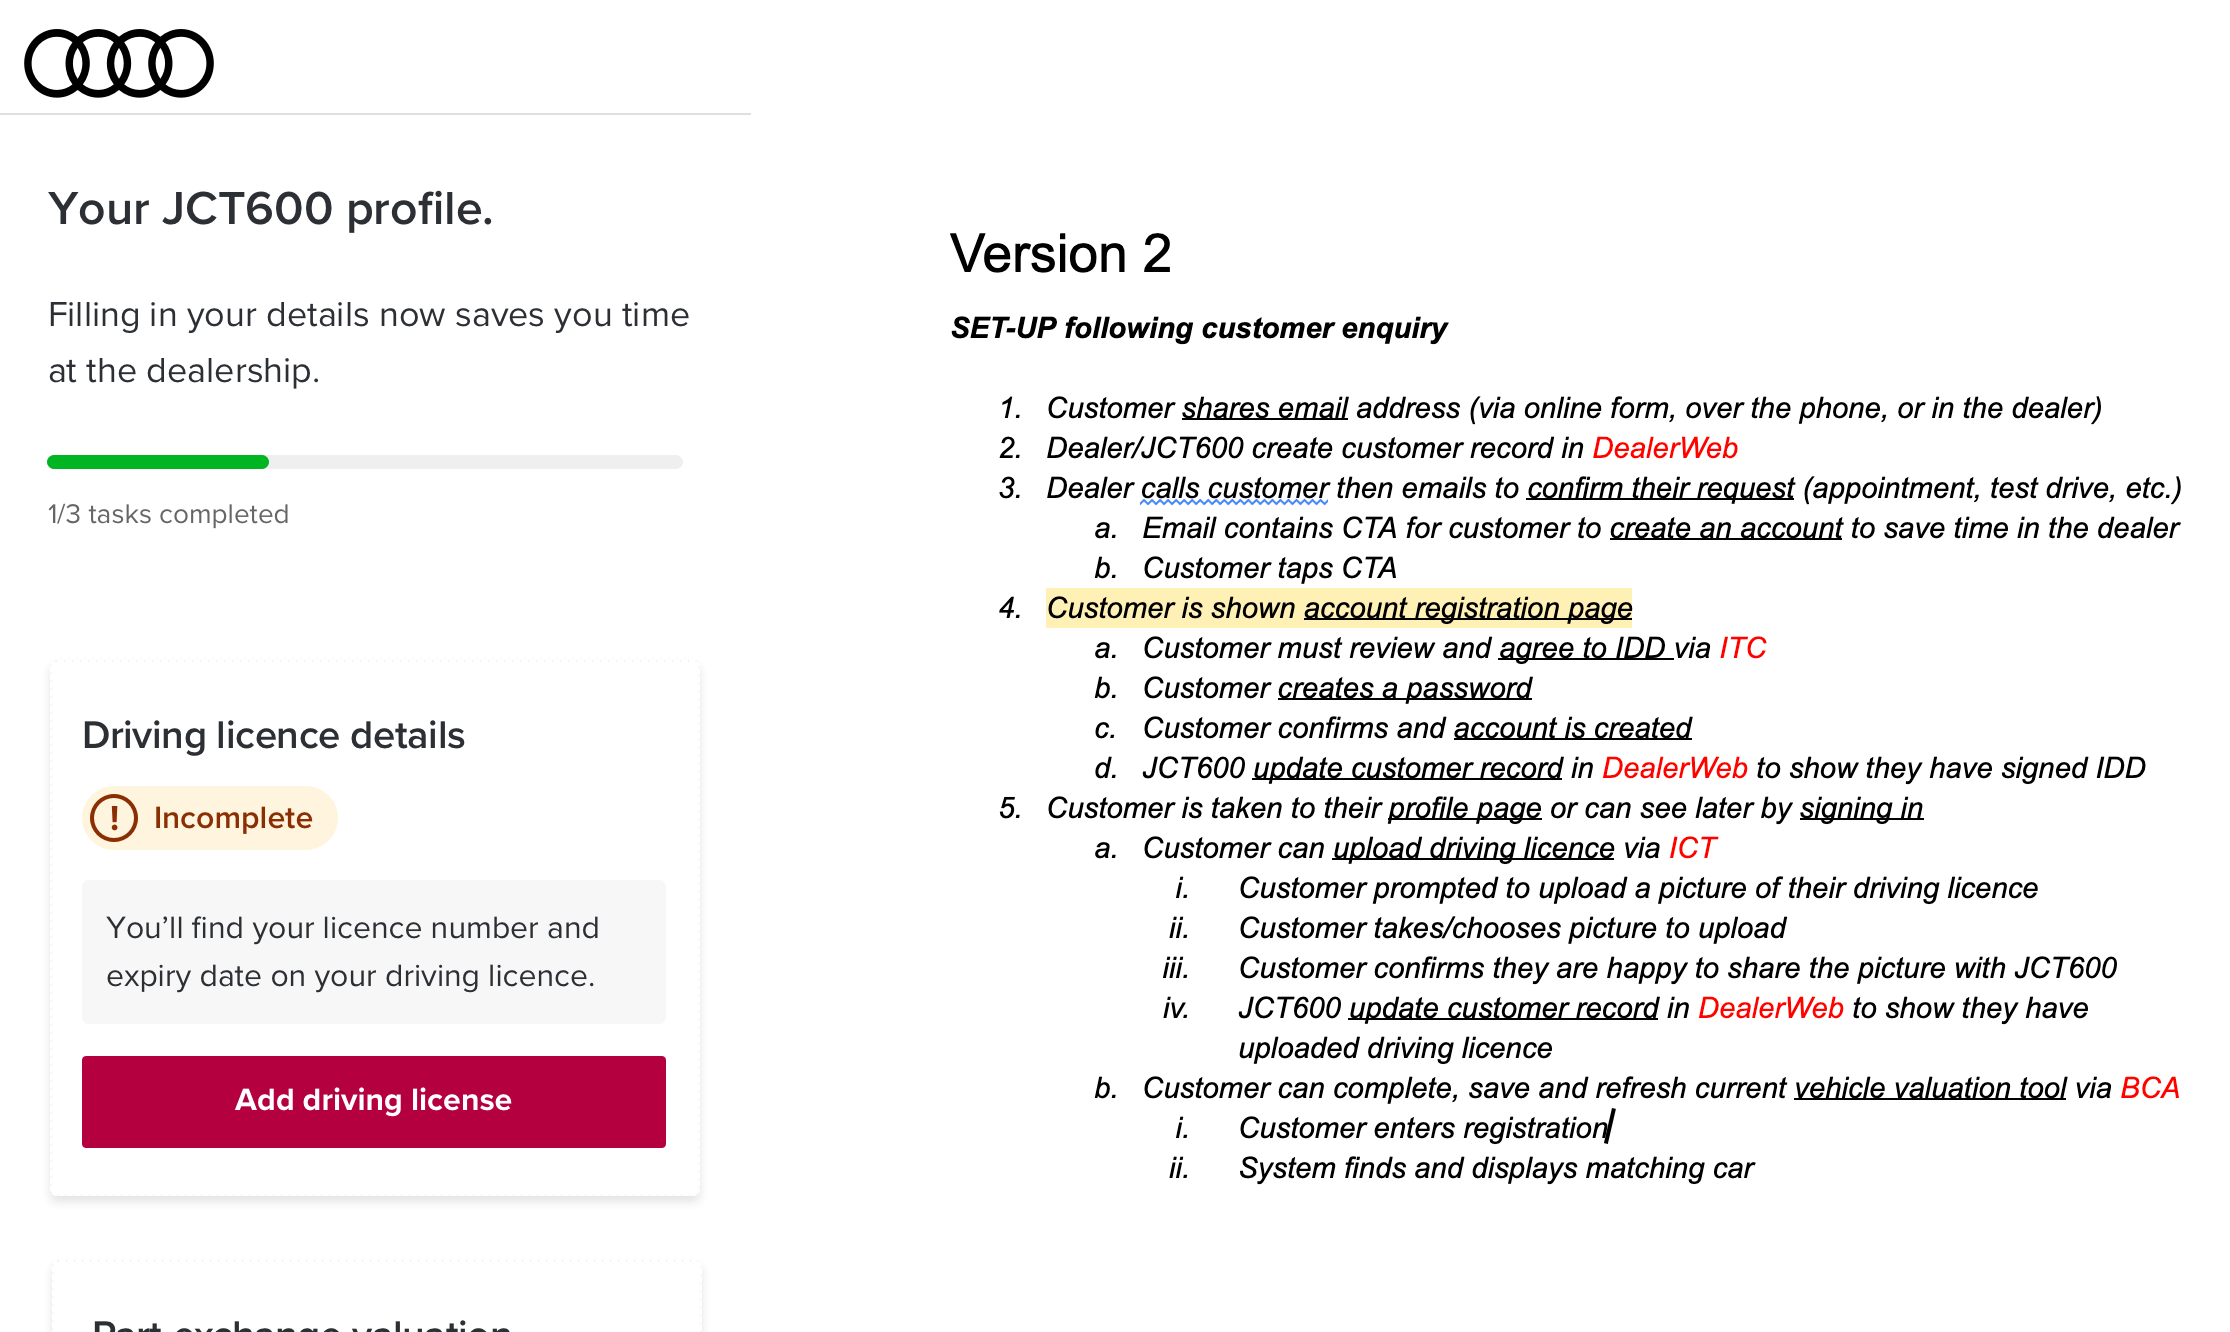 Your JCT600 profile.
Filling in your details now saves you time
at the dealership.
1/3 tasks completed
Driving licence details
! Incomplete
You’ll find your licence number and
expiry date on your driving licence.
Add driving license
Part-exchange valuation
Version 2
SET-UP following customer enquiry
1. Customer shares email address (via online form, over the phone, or in the dealer)
2. Dealer/JCT600 create customer record in DealerWeb
3. Dealer calls customer then emails to confirm their request (appointment, test drive, etc.)
a. Email contains CTA for customer to create an account to save time in the dealer
b. Customer taps CTA
4. Customer is shown account registration page
a. Customer must review and agree to IDD via ITC
b. Customer creates a password
c. Customer confirms and account is created
d. JCT600 update customer record in DealerWeb to show they have signed IDD
5. Customer is taken to their profile page or can see later by signing in
a. Customer can upload driving licence via ICT
i. Customer prompted to upload a picture of their driving licence
ii. Customer takes/chooses picture to upload
iii. Customer confirms they are happy to share the picture with JCT600
iv. JCT600 update customer record in DealerWeb to show they have
uploaded driving licence
b. Customer can complete, save and refresh current vehicle valuation tool via BCA
i. Customer enters registration
ii. System finds and displays matching car